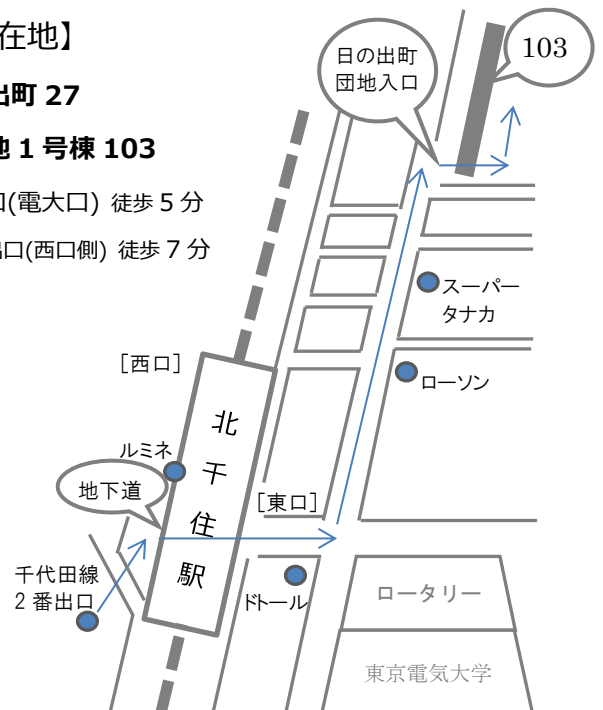 在地】
出町 27
地 1 号棟 103
口(電大口) 徒歩 5 分
出口(西口側) 徒歩 7 分
日の出町
団地入口
103
スーパー
タナカ
ローソン
[西口]
北千住駅
ルミネ
地下道
[東口]
千代田線
2 番出口
ドトール
ロータリー
東京電気大学